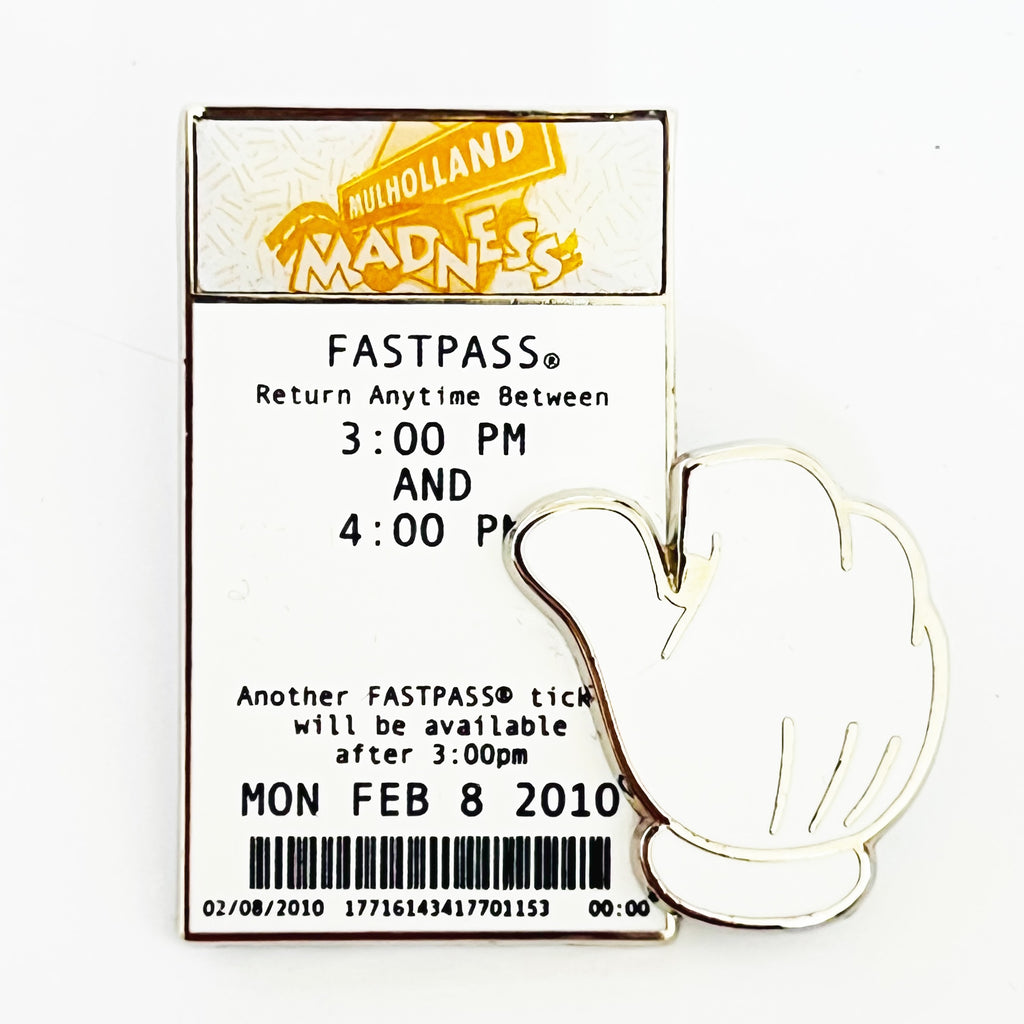 MULHOLLAND
MADNESS
FASTPASS®
Return Anytime Between
3:00 PM
AND
4:00 P
Another FASTPASS® tick
will be available
after 3:00pm
MON FEB 8 2010
02/08/2010 17716143417701153 00:00